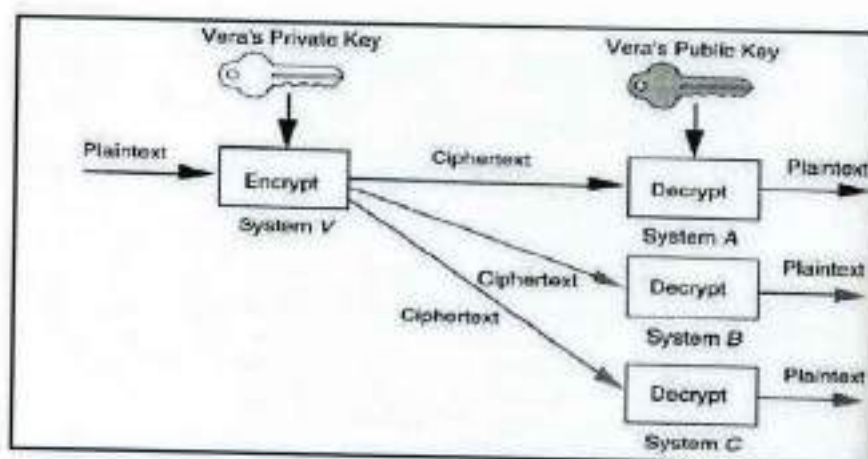 Vera's Private Key
Vera's Public Key
Plaintext
Encrypt
System V
Ciphertext
Decrypt
Plaintext
System A
Ciphertext
Decrypt
Plaintext
System B
Ciphertext
Decrypt
Plaintext
System C